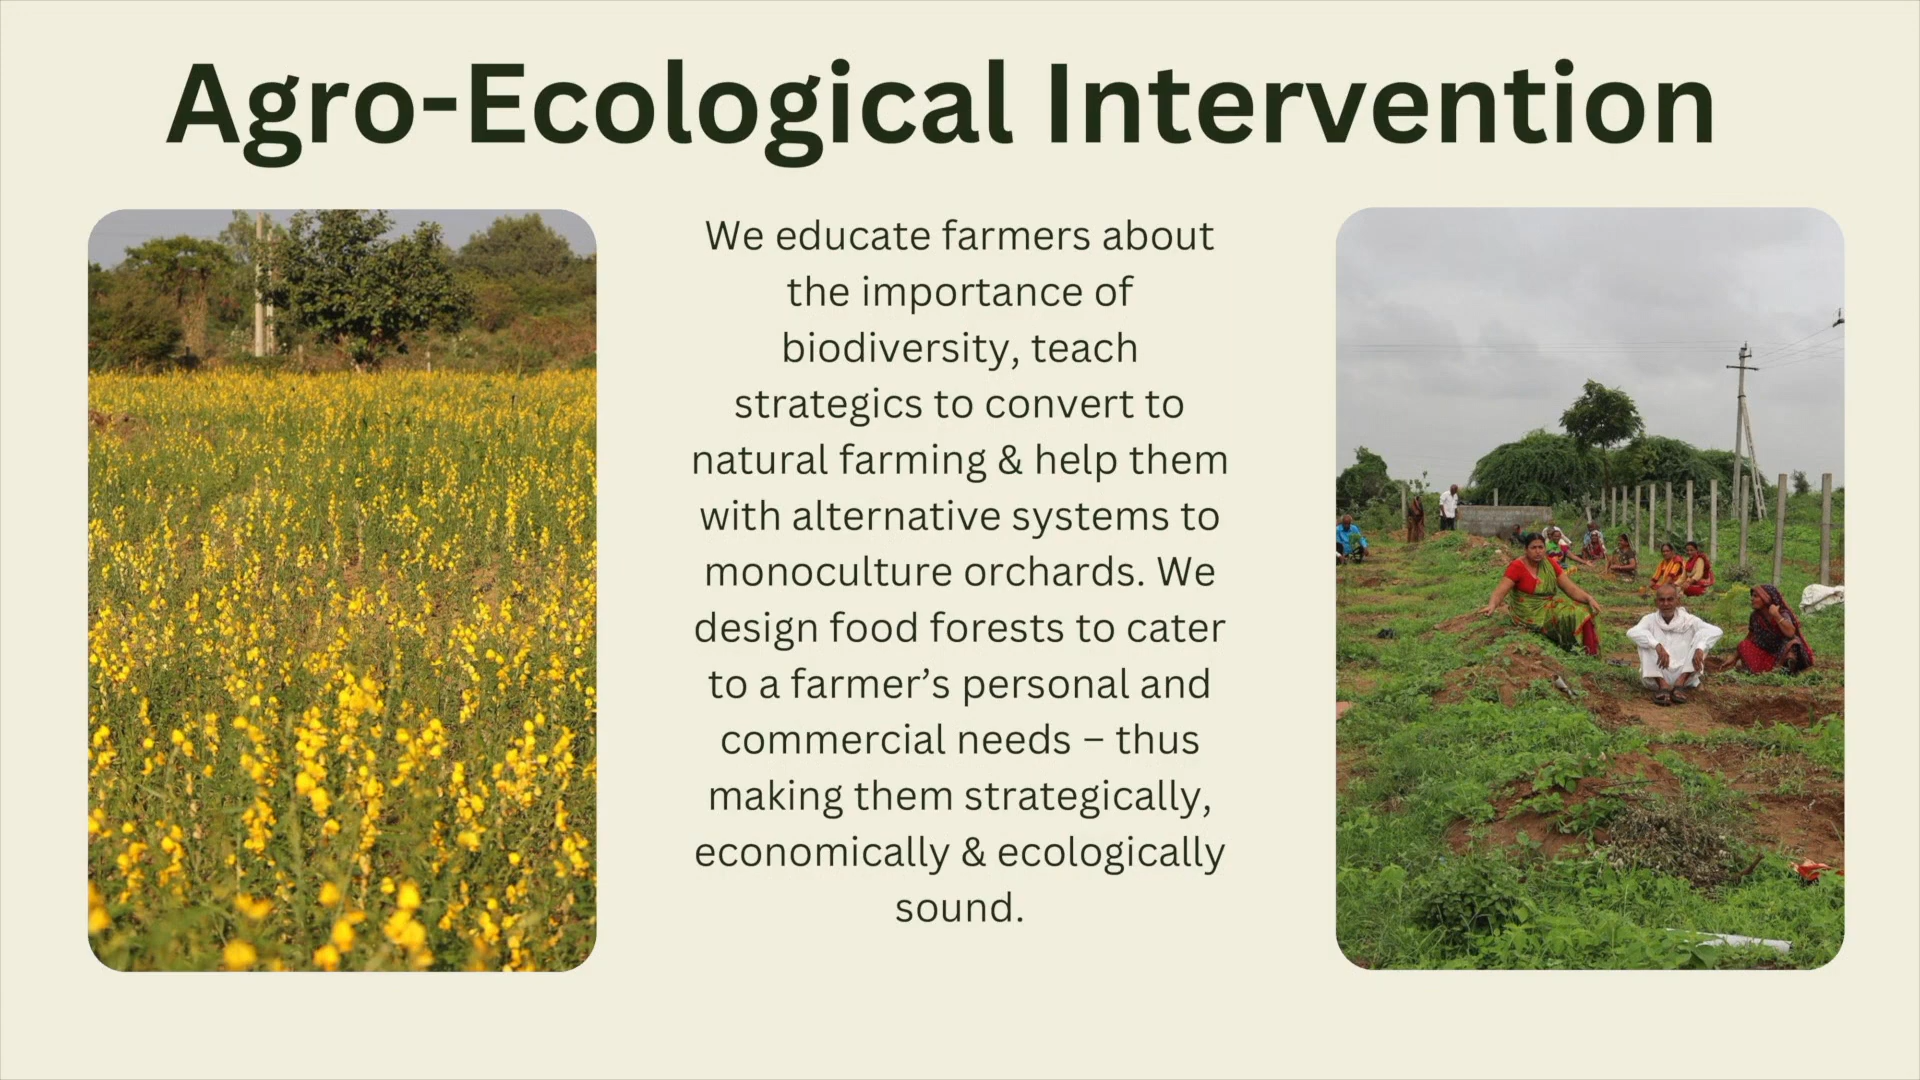 Agro-Ecological Intervention
We educate farmers about
the importance of
biodiversity, teach
strategics to convert to
natural farming & help them
with alternative systems to
monoculture orchards. We
design food forests to cater
to a farmer’s personal and
commercial needs – thus
making them strategically,
economically & ecologically
sound.